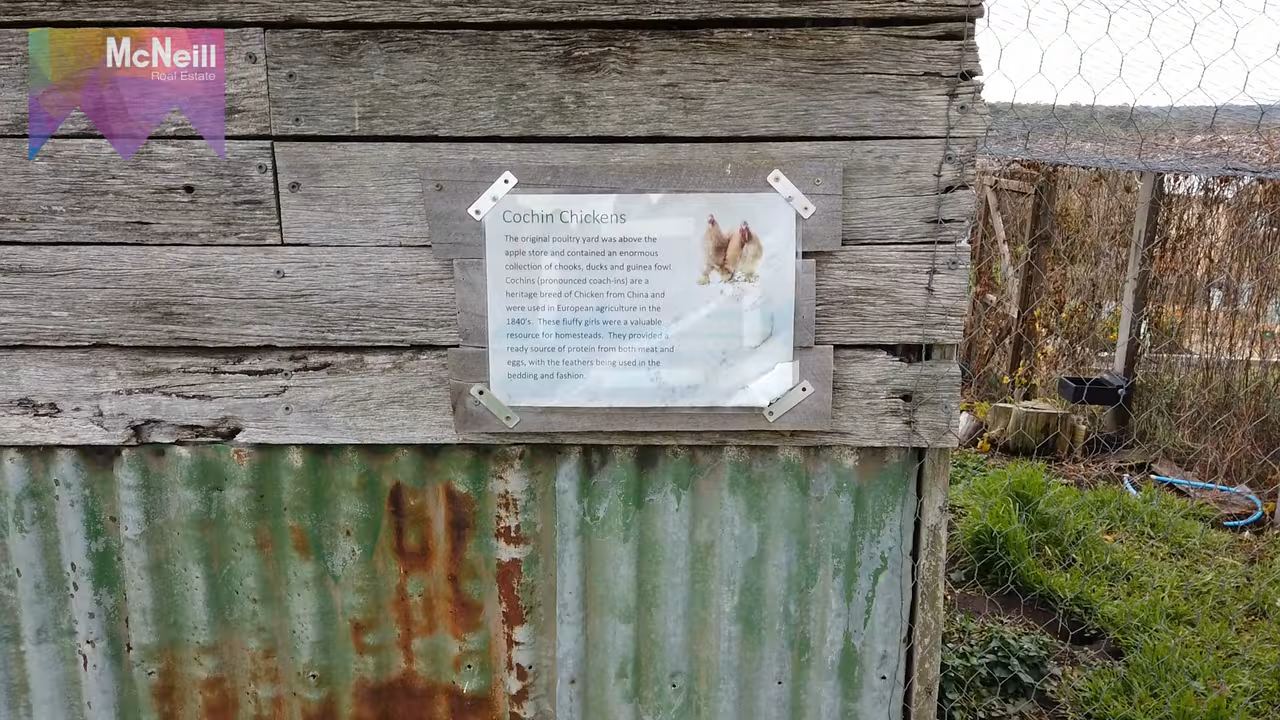 McNeill
Real Estate
Cochin Chickens
The original poultry yard was above the
apple store and contained an enormous
collection of chooks, ducks and guinea fowl.
Cochins (pronounced coach-ins) are a
heritage breed of Chicken from China and
were used in European agriculture in the
1840's. These fluffy girls were a valuable
resource for homesteads. They provided a
ready source of protein from both meat and
eggs, with the feathers being used in the
bedding and fashion.